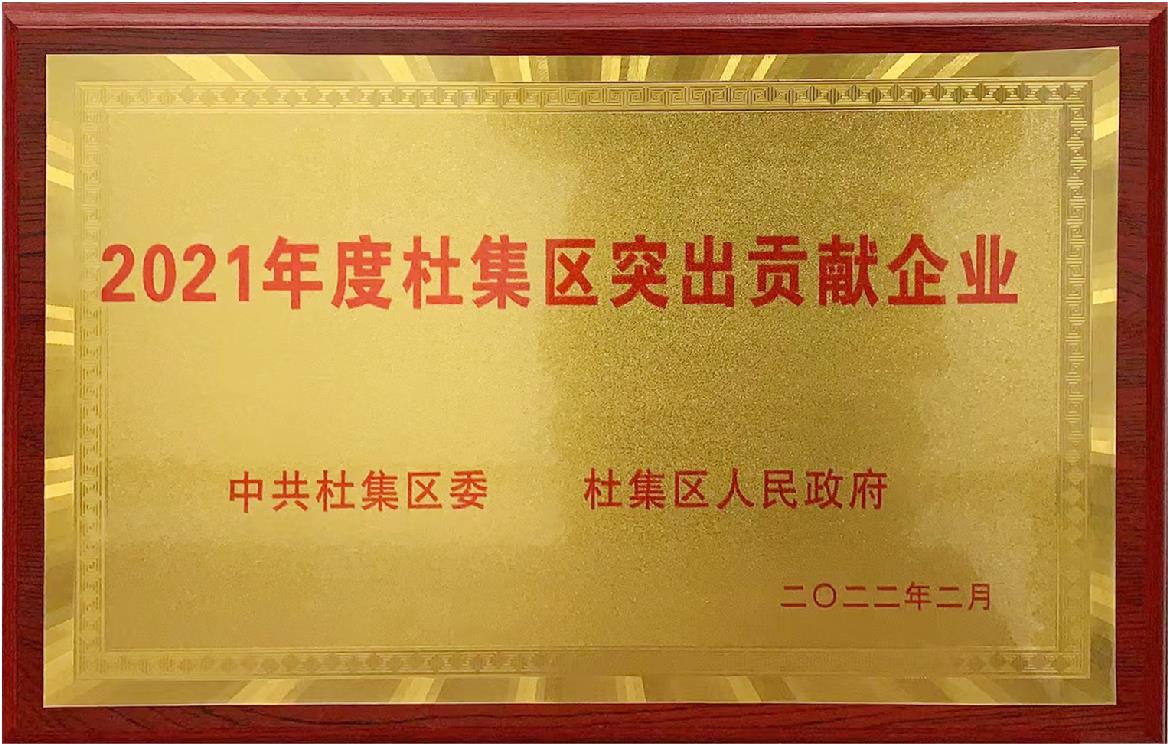 2021年度杜集区突出贡献企业
中共杜集区委 杜集区人民政府
二〇二二年二月